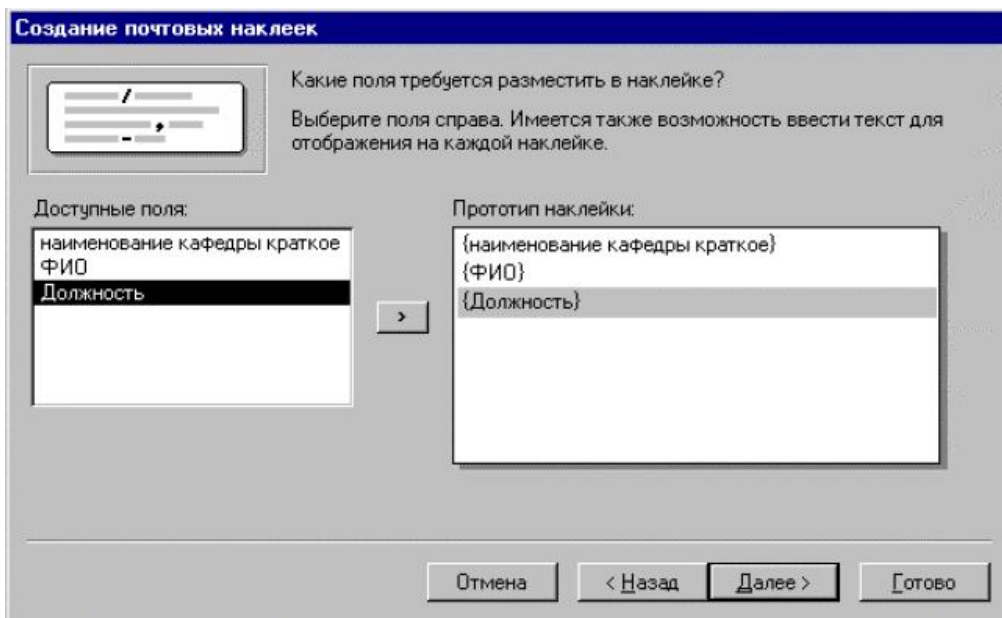 Создание почтовых наклеек
Какие поля требуется разместить в наклейке?
Выберите поля справа. Имеется также возможность ввести текст для
отображения на каждой наклейке.
Доступные поля:
наименование кафедры краткое
ФИО
Должность
>
Прототип наклейки:
{наименование кафедры краткое}
{ФИО}
{Должность}
Отмена
< Назад
Далее >
Готово